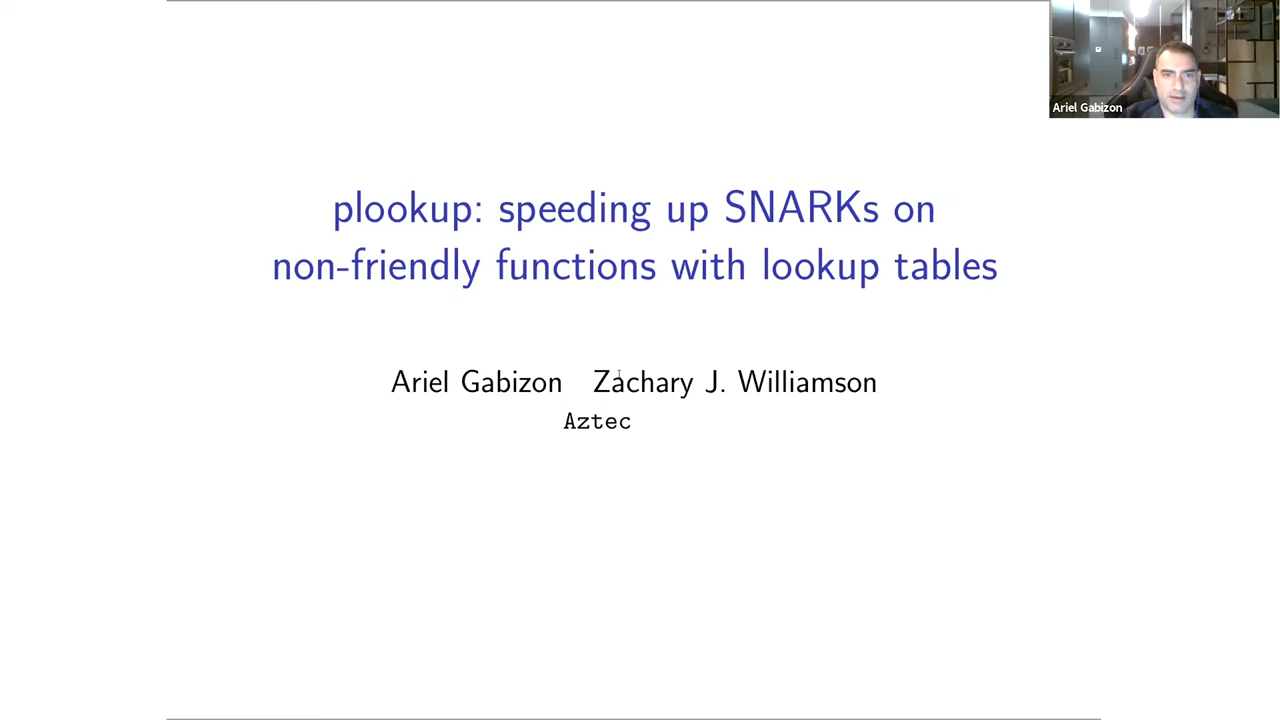 Ariel Gabizon
plookup: speeding up SNARKs on
non-friendly functions with lookup tables
Ariel Gabizon Zachary J. Williamson
Aztec